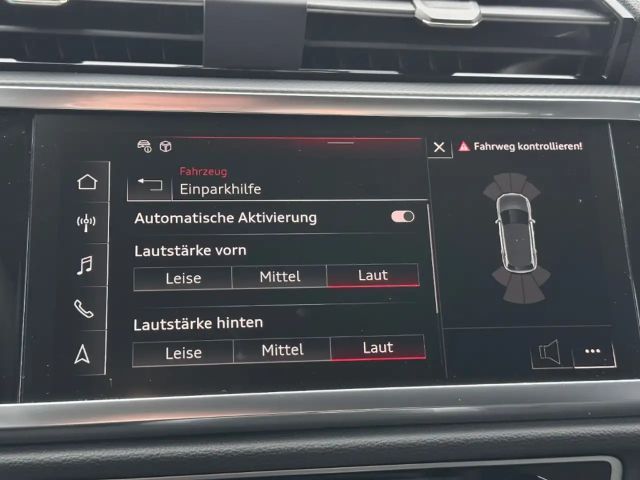 Fahrzeug
Einparkhilfe
Fahrweg kontrollieren!
Automatische Aktivierung
Lautstärke vorn
Leise Mittel Laut
Lautstärke hinten
Leise Mittel Laut